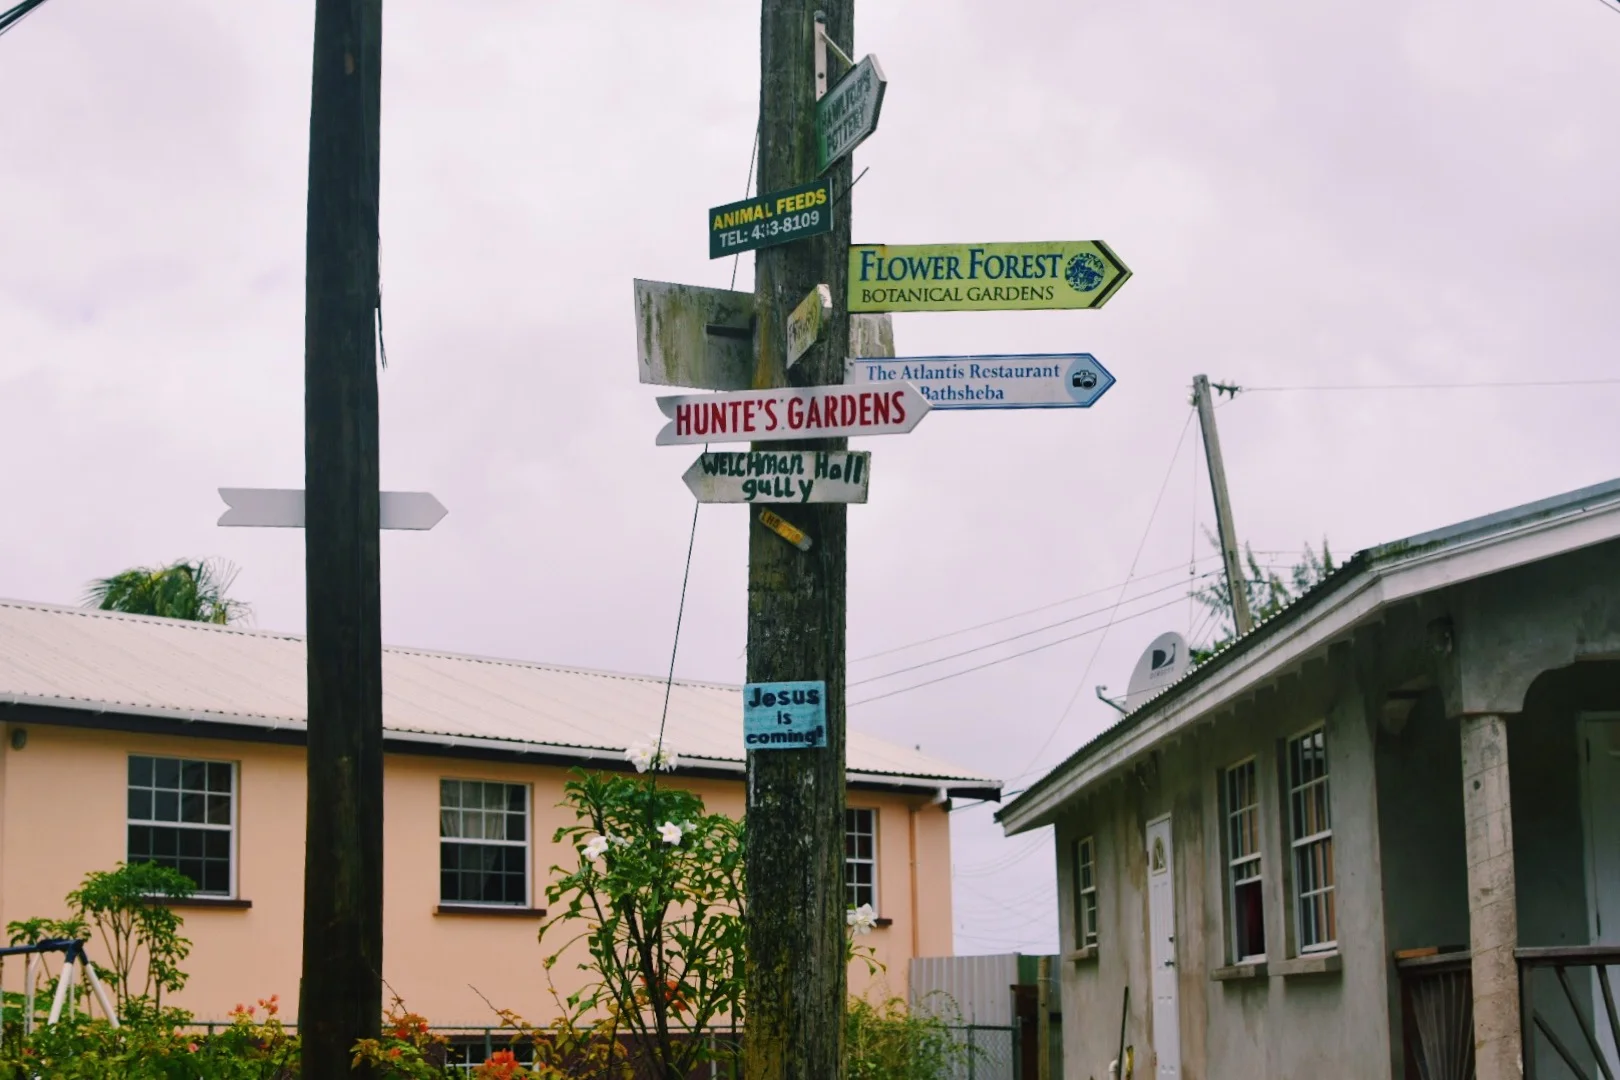 POTTERY
ANIMAL FEEDS
TEL: 433-8109
FLOWER FOREST
BOTANICAL GARDENS
The Atlantis Restaurant
Bathsheba
HUNTE'S GARDENS
WELCHman Hall
gully
Jesus
is
coming!